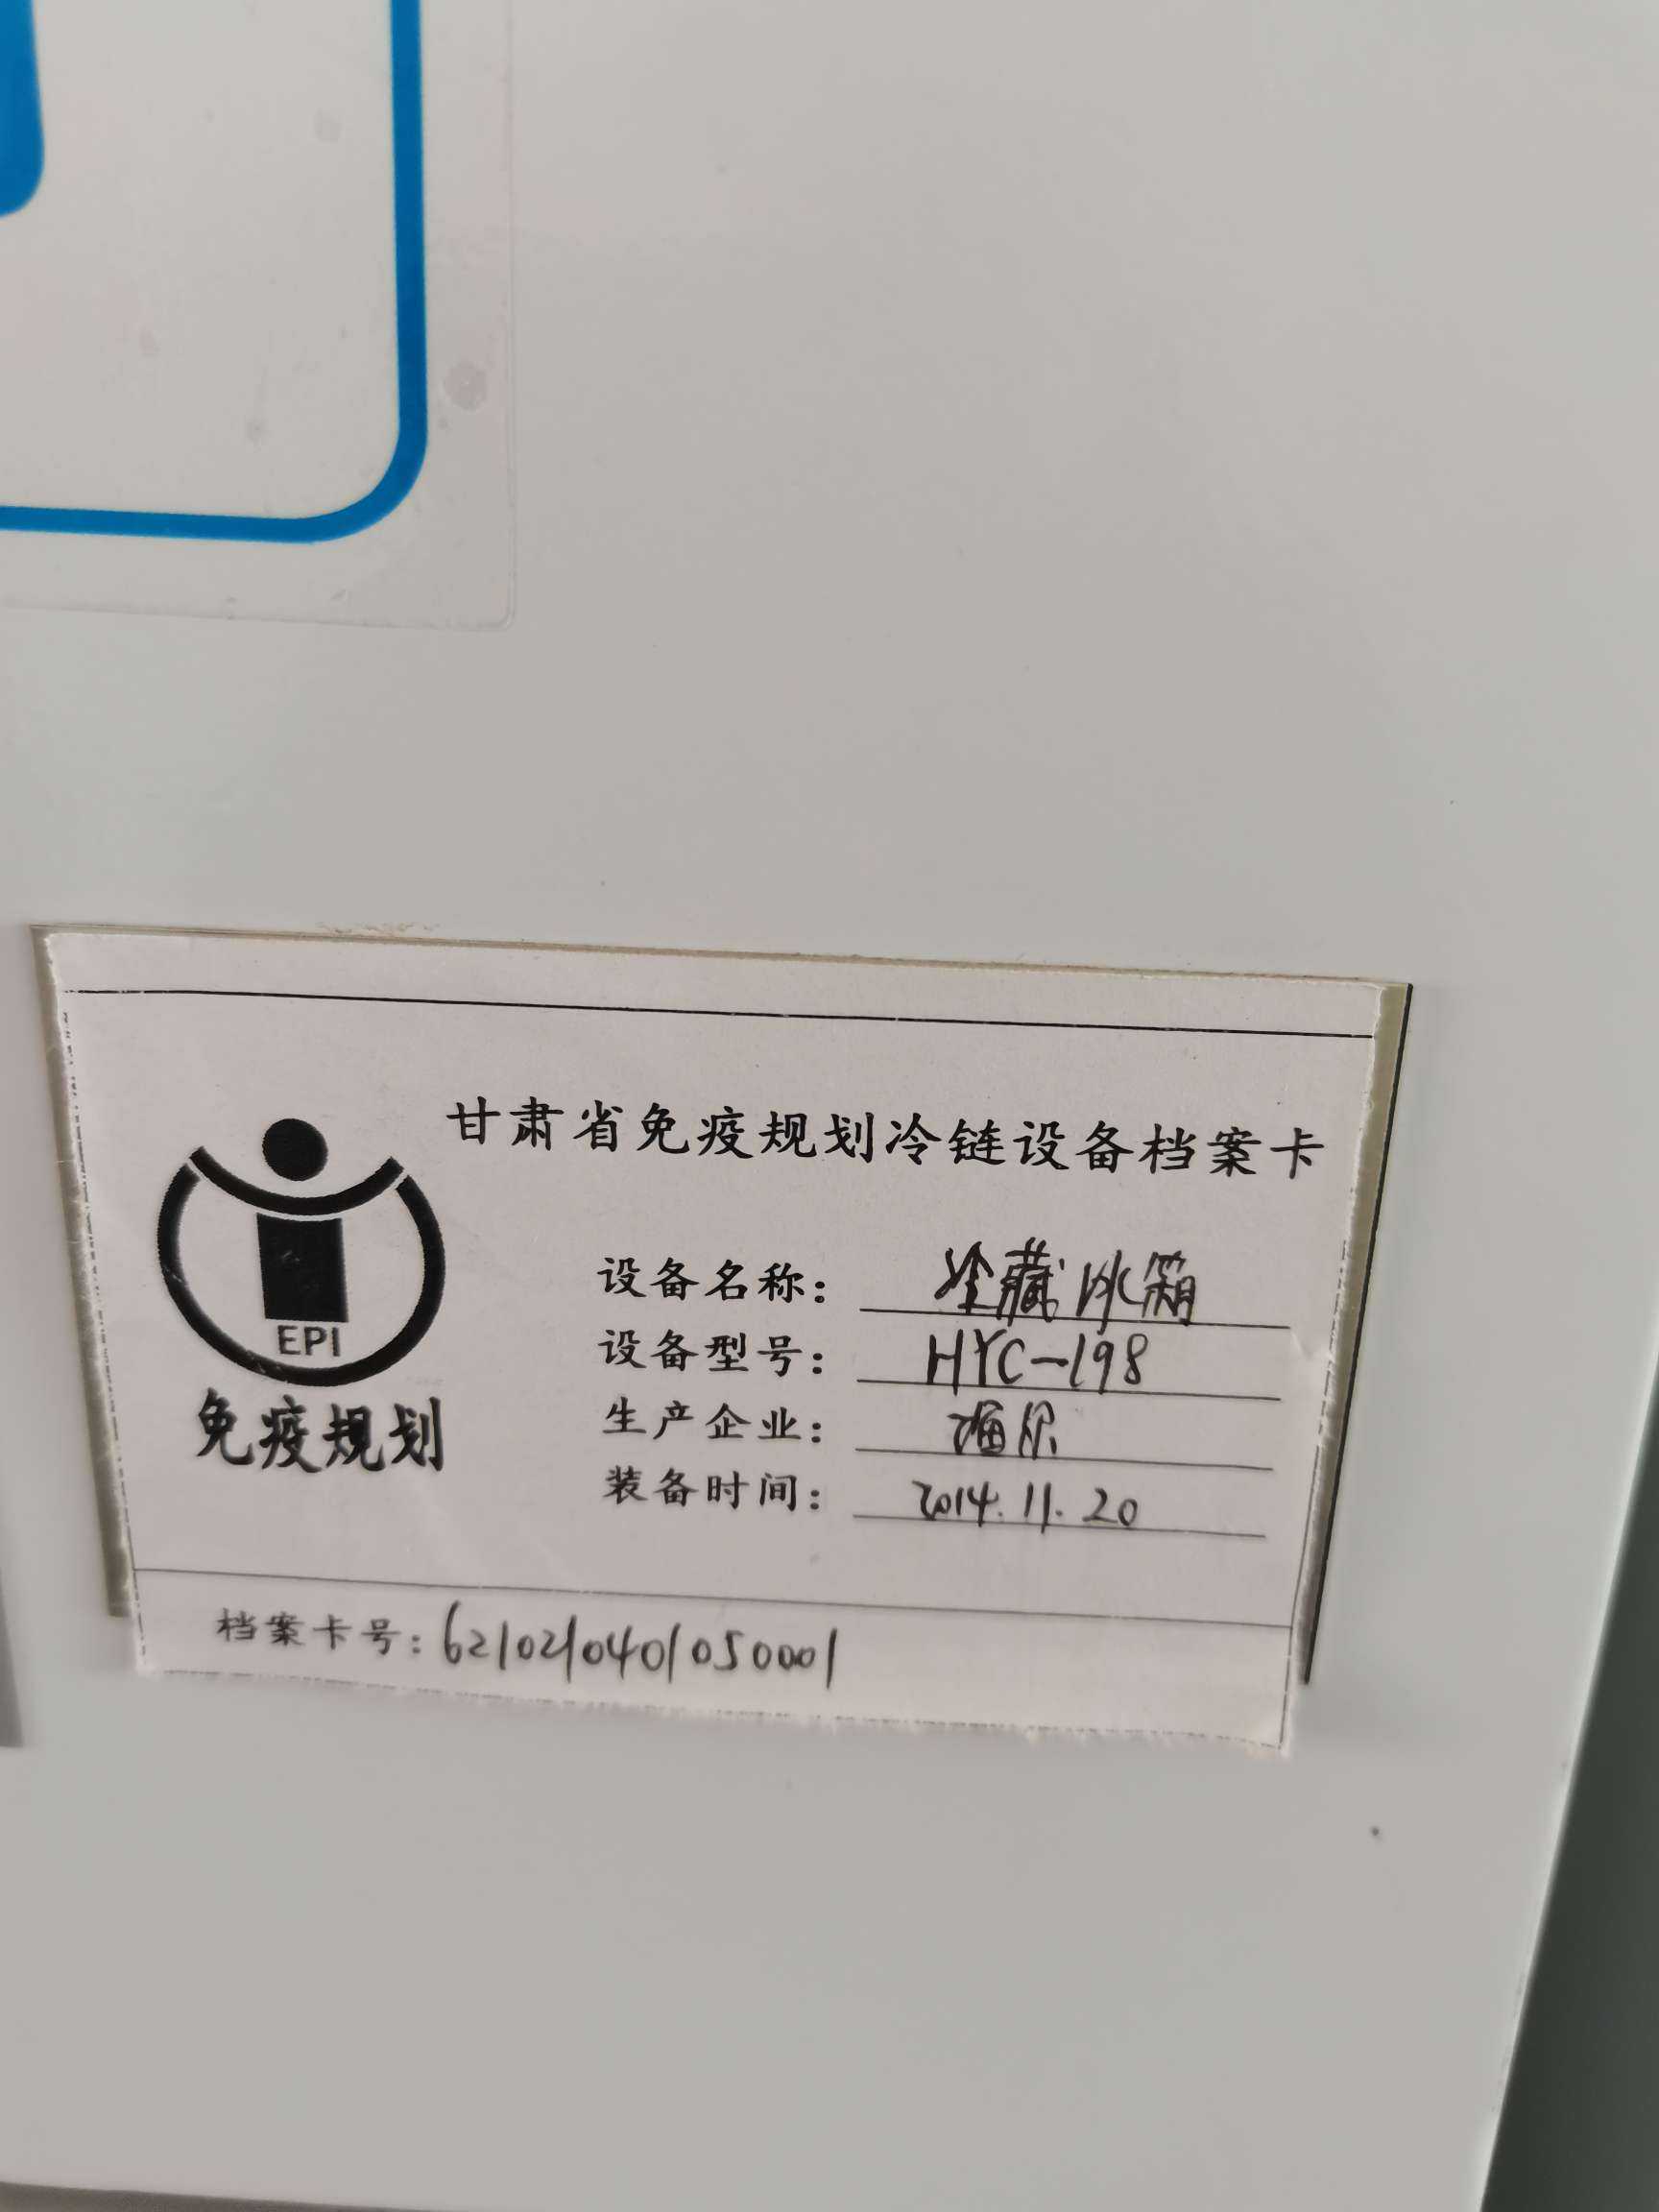 甘肃省免疫规划冷链设备档案卡
EPI
免疫规划
设备名称：冷藏冰箱
设备型号：HYC-198
生产企业：海尔
装备时间：2014.11.20
档案卡号：6210210401050001